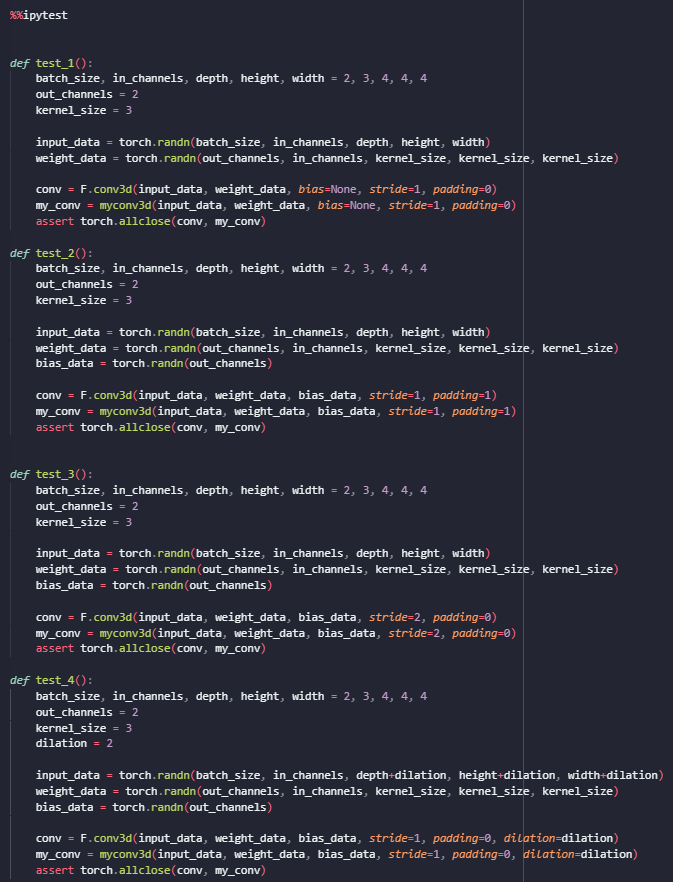 %%ipytest
def test_1():
    batch_size, in_channels, depth, height, width = 2, 3, 4, 4, 4
    out_channels = 2
    kernel_size = 3
    input_data = torch.randn(batch_size, in_channels, depth, height, width)
    weight_data = torch.randn(out_channels, in_channels, kernel_size, kernel_size, kernel_size)
    conv = F.conv3d(input_data, weight_data, bias=None, stride=1, padding=0)
    my_conv = myconv3d(input_data, weight_data, bias=None, stride=1, padding=0)
    assert torch.allclose(conv, my_conv)
def test_2():
    batch_size, in_channels, depth, height, width = 2, 3, 4, 4, 4
    out_channels = 2
    kernel_size = 3
    input_data = torch.randn(batch_size, in_channels, depth, height, width)
    weight_data = torch.randn(out_channels, in_channels, kernel_size, kernel_size, kernel_size)
    bias_data = torch.randn(out_channels)
    conv = F.conv3d(input_data, weight_data, bias_data, stride=1, padding=1)
    my_conv = myconv3d(input_data, weight_data, bias_data, stride=1, padding=1)
    assert torch.allclose(conv, my_conv)
def test_3():
    batch_size, in_channels, depth, height, width = 2, 3, 4, 4, 4
    out_channels = 2
    kernel_size = 3
    input_data = torch.randn(batch_size, in_channels, depth, height, width)
    weight_data = torch.randn(out_channels, in_channels, kernel_size, kernel_size, kernel_size)
    bias_data = torch.randn(out_channels)
    conv = F.conv3d(input_data, weight_data, bias_data, stride=2, padding=0)
    my_conv = myconv3d(input_data, weight_data, bias_data, stride=2, padding=0)
    assert torch.allclose(conv, my_conv)
def test_4():
    batch_size, in_channels, depth, height, width = 2, 3, 4, 4, 4
    out_channels = 2
    kernel_size = 3
    dilation = 2
    input_data = torch.randn(batch_size, in_channels, depth+dilation, height+dilation, width+dilation)
    weight_data = torch.randn(out_channels, in_channels, kernel_size, kernel_size, kernel_size)
    bias_data = torch.randn(out_channels)
    conv = F.conv3d(input_data, weight_data, bias_data, stride=1, padding=0, dilation=dilation)
    my_conv = myconv3d(input_data, weight_data, bias_data, stride=1, padding=0, dilation=dilation)
    assert torch.allclose(conv, my_conv)